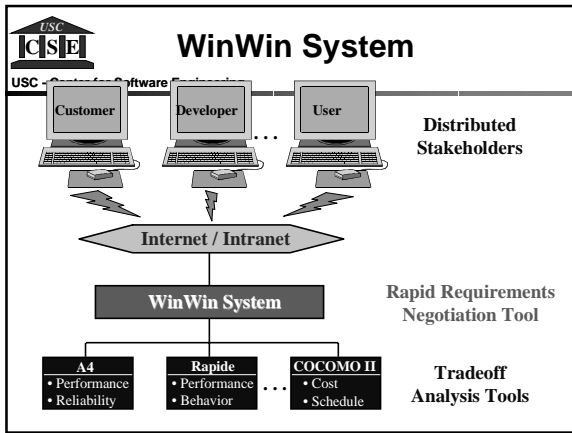 USC
C S E
WinWin System
USC - Center for Software Engineering
Customer
Developer
User
...
Distributed
Stakeholders
Internet / Intranet
WinWin System
Rapid Requirements
Negotiation Tool
A4
• Performance
• Reliability
Rapide
• Performance
• Behavior
...
COCOMO II
• Cost
• Schedule
Tradeoff
Analysis Tools